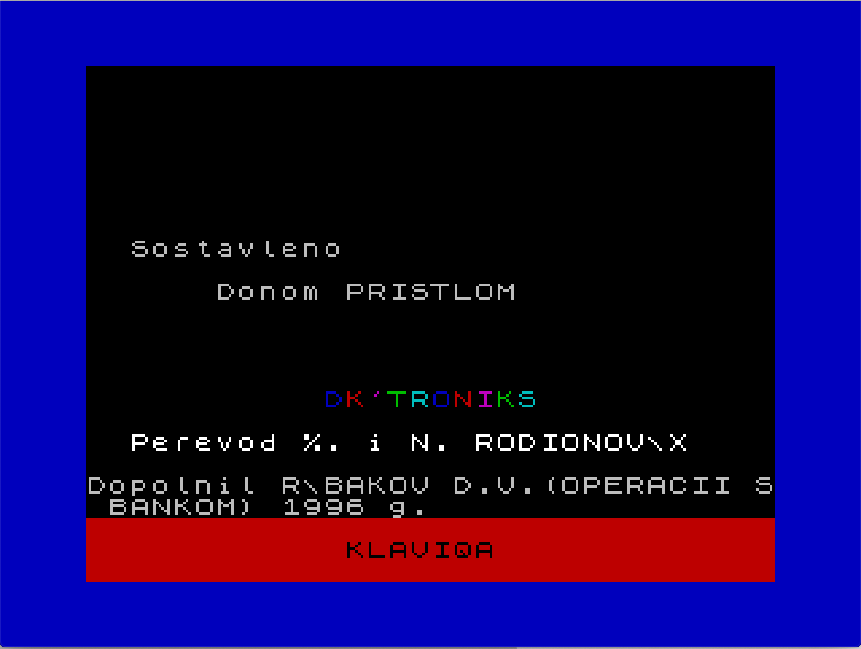 Sostavleno
Donom PRISTLOM
DK'TRONIKS
Perevod %. i N. RODIONOV\X
Dopolnil R\BAKOV D.V.(OPERACII S
BANKOM) 1996 g.
KLAVIQA